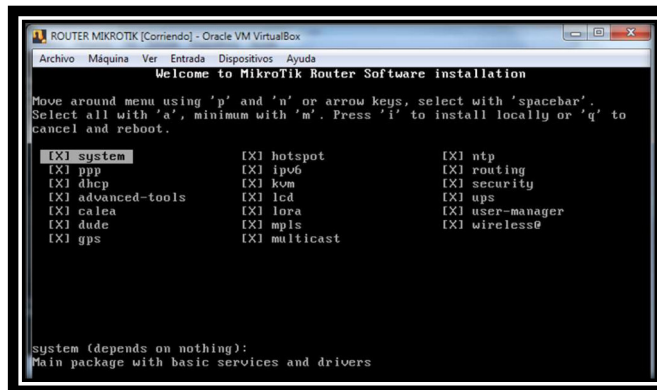 ROUTER MIKROTIK [Corriendo] - Oracle VM VirtualBox
Archivo Máquina Ver Entrada Dispositivos Ayuda
Welcome to MikroTik Router Software installation
Move around menu using 'p' and 'n' or arrow keys, select with 'spacebar'.
Select all with 'a', minimum with 'm'. Press 'i' to install locally or 'q' to
cancel and reboot.
[X] system [X] hotspot [X] ntp
[X] ppp [X] ipv6 [X] routing
[X] dhcp [X] kvm [X] security
[X] advanced-tools [X] lcd [X] ups
[X] calea [X] lora [X] user-manager
[X] dude [X] mpls [X] wireless@
[X] gps [X] multicast
system (depends on nothing):
Main package with basic services and drivers